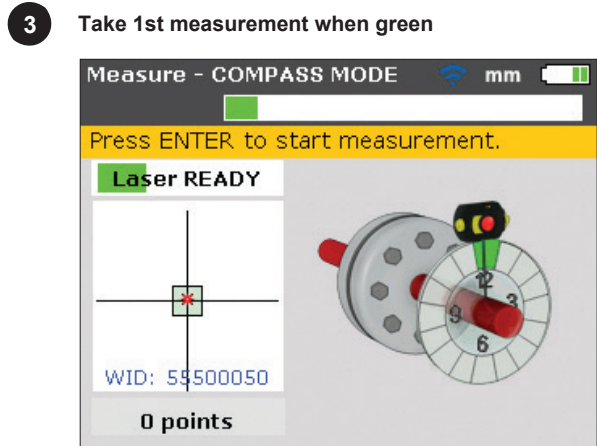 3 Take 1st measurement when green
Measure - COMPASS MODE mm
Press ENTER to start measurement.
Laser READY
12
3
9
6
WID: 55500050
0 points